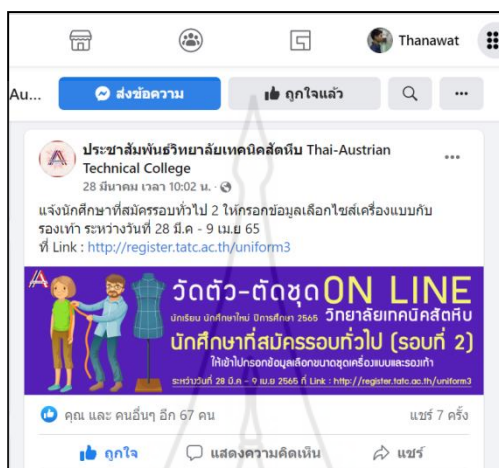 Thanawat
Au...
ส่งข้อความ
ถูกใจแล้ว
ประชาสัมพันธ์วิทยาลัยเทคนิคสัตหีบ Thai-Austrian
Technical College
28 มีนาคม เวลา 10:02 น. ·
แจ้งนักศึกษาที่สมัครรอบทั่วไป 2 ให้กรอกข้อมูลเลือกไซส์เครื่องแบบกับ
รองเท้า ระหว่างวันที่ 28 มี.ค - 9 เม.ย 65
ที่ Link : http://register.tatc.ac.th/uniform3
วัดตัว-ตัดชุด ON LINE
นักเรียน นักศึกษาใหม่ ปีการศึกษา 2565 วิทยาลัยเทคนิคสัตหีบ
นักศึกษาที่สมัครรอบทั่วไป (รอบที่ 2)
ให้เข้าไปกรอกข้อมูลเลือกขนาดชุดเครื่องแบบและรองเท้า
ระหว่างวันที่ 28 มี.ค - 9 เม.ย 2565 ที่ Link : http://register.tatc.ac.th/uniform3
คุณ และ คนอื่นๆ อีก 67 คน
แชร์ 7 ครั้ง
ถูกใจ
แสดงความคิดเห็น
แชร์